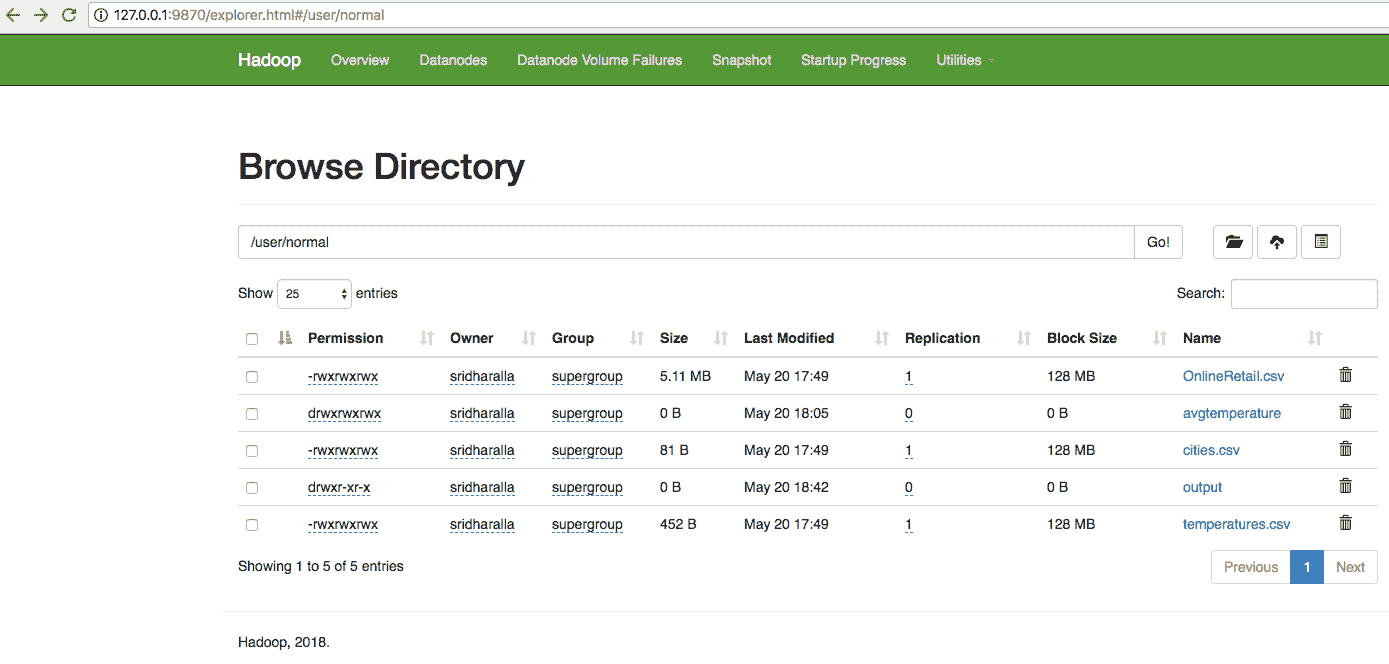 127.0.0.1:9870/explorer.html#/user/normal
Hadoop Overview Datanodes Datanode Volume Failures Snapshot Startup Progress Utilities
Browse Directory
/user/normal Go!
Show 25 entries Search:
Permission Owner Group Size Last Modified Replication Block Size Name
-rwxrwxrwx sridharalla supergroup 5.11 MB May 20 17:49 1 128 MB OnlineRetail.csv
drwxrwxrwx sridharalla supergroup 0 B May 20 18:05 0 0 B avgtemperature
-rwxrwxrwx sridharalla supergroup 81 B May 20 17:49 1 128 MB cities.csv
drwxr-xr-x sridharalla supergroup 0 B May 20 18:42 0 0 B output
-rwxrwxrwx sridharalla supergroup 452 B May 20 17:49 1 128 MB temperatures.csv
Showing 1 to 5 of 5 entries Previous 1 Next
Hadoop, 2018.